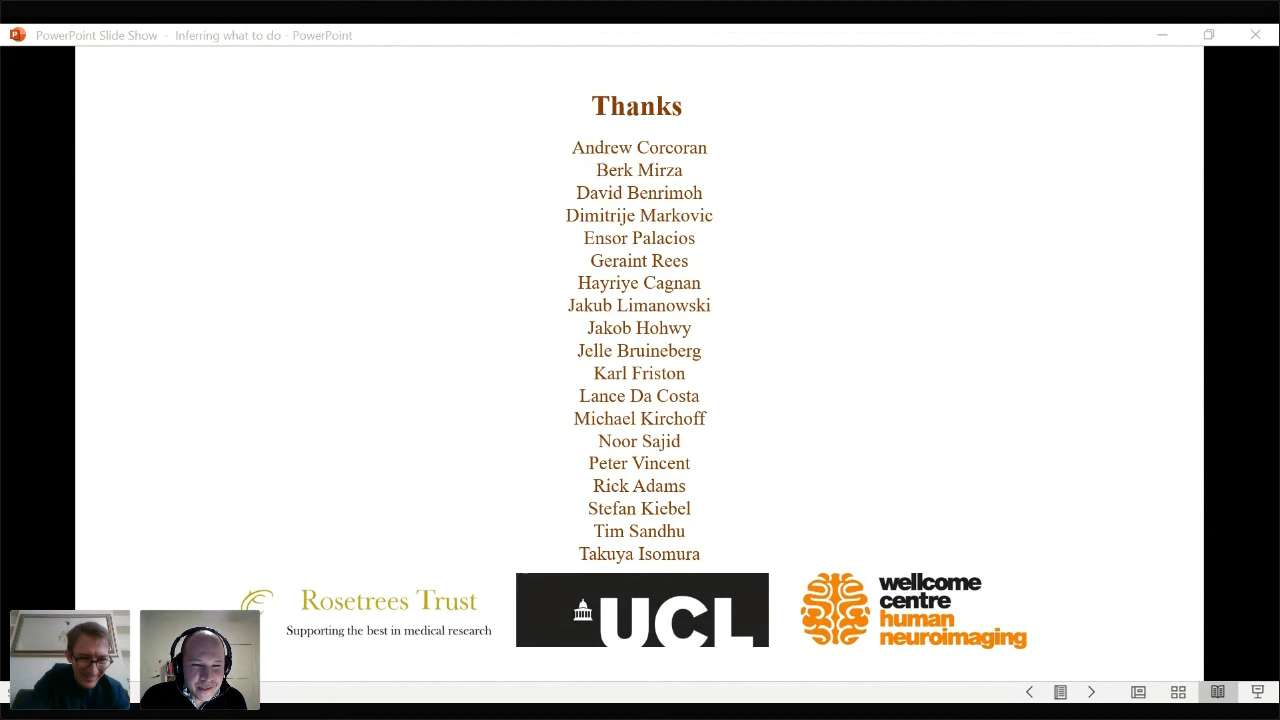 PowerPoint Slide Show - Inferring what to do - PowerPoint
Thanks
Andrew Corcoran
Berk Mirza
David Benrimoh
Dimitrije Markovic
Ensor Palacios
Geraint Rees
Hayriye Cagnan
Jakub Limanowski
Jakob Hohwy
Jelle Bruineberg
Karl Friston
Lance Da Costa
Michael Kirchoff
Noor Sajid
Peter Vincent
Rick Adams
Stefan Kiebel
Tim Sandhu
Takuya Isomura
Rosetrees Trust
Supporting the best in medical research
UCL
wellcome
centre
human
neuroimaging